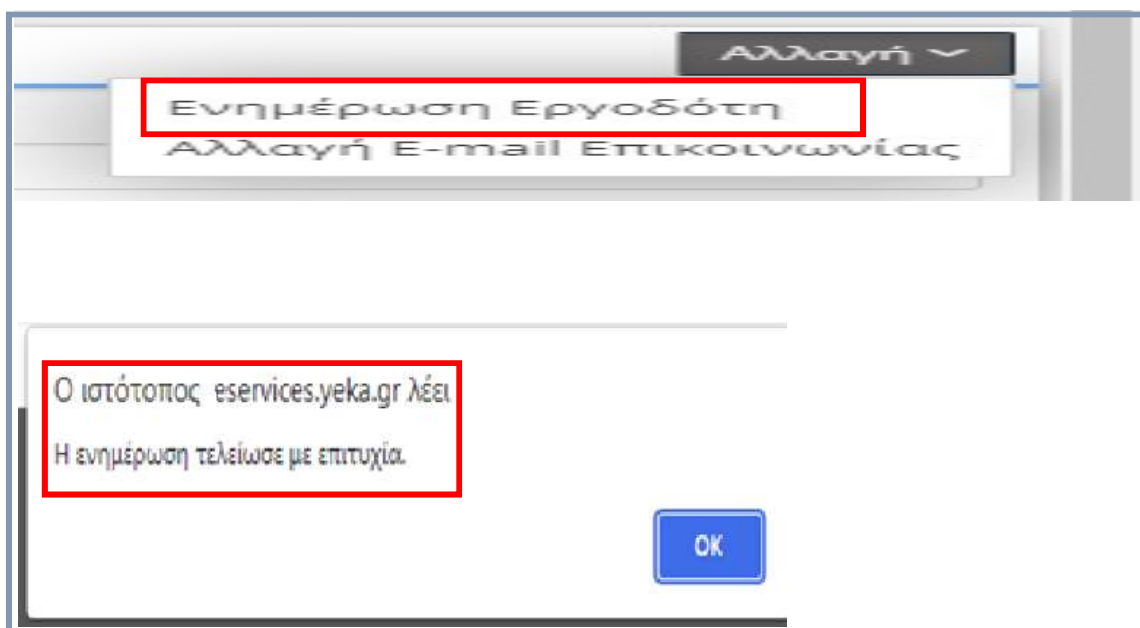 Αλλαγή
Ενημέρωση Εργοδότη
Αλλαγή E-mail Επικοινωνίας
Ο ιστότοπος eservices.yeka.gr λέει
Η ενημέρωση τελείωσε με επιτυχία.
OK